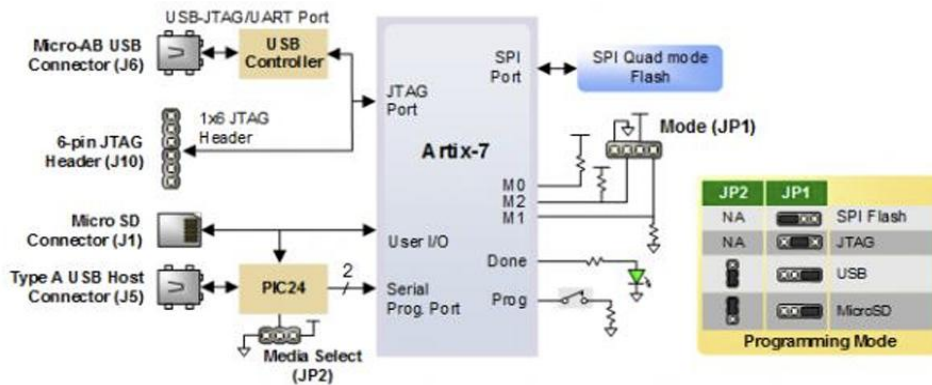 USB-JTAG/UART Port
Micro-AB USB
Connector (J6)
USB
Controller
6-pin JTAG
Header (J10)
1x6 JTAG
Header
Micro SD
Connector (J1)
Type A USB Host
Connector (J5)
PIC24
2
Media Select
(JP2)
JTAG
Port
SPI
Port
Artix-7
M0
M2
M1
User I/O
Done
Serial
Prog. Port
Prog
SPI Quad mode
Flash
Mode (JP1)
JP2 JP1
NA SPI Flash
NA JTAG
USB
MicroSD
Programming Mode